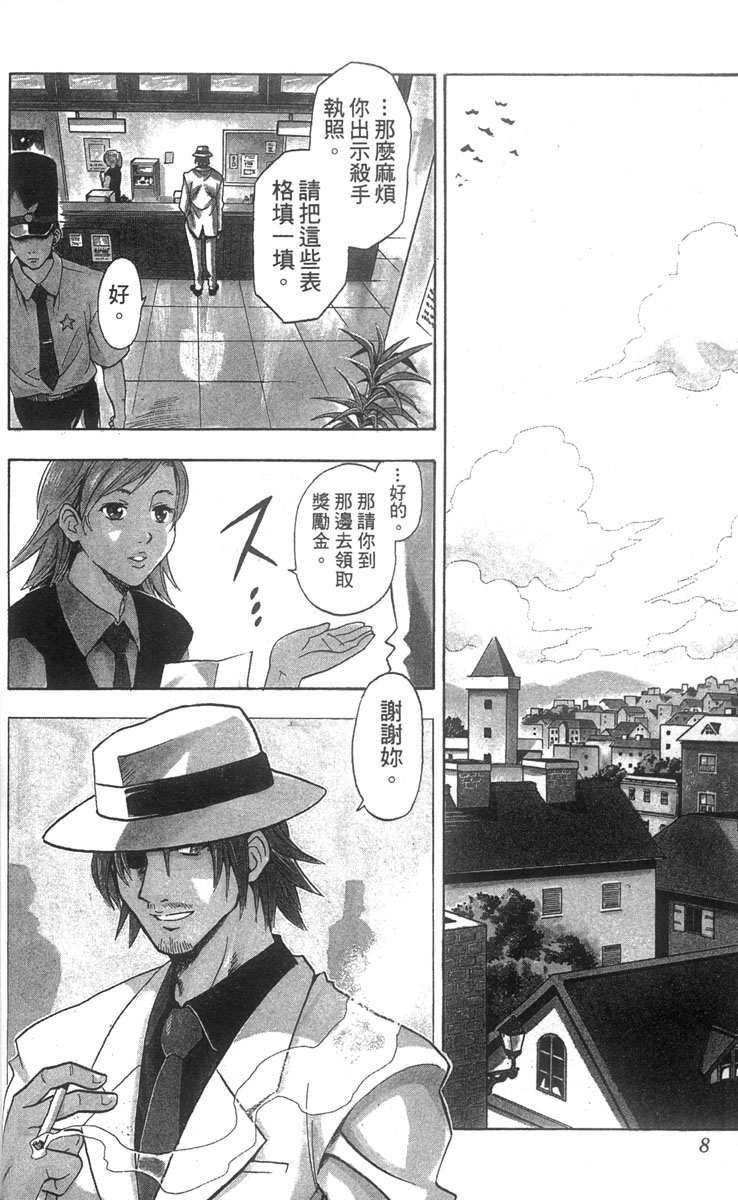 …那麼麻煩
你出示殺手
執照。
請把這些表
格填一填。
好。
…好的。
那請你到
那邊去領取
獎勵金。
ス
謝謝妳。
8